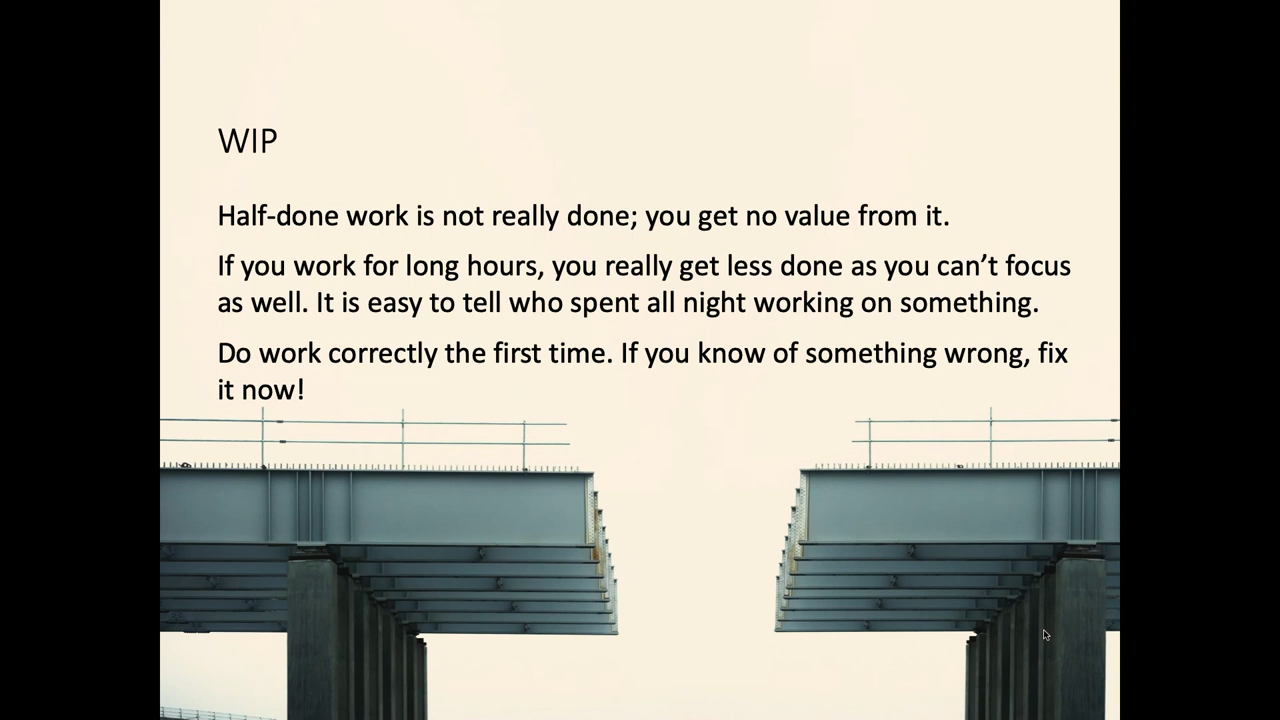 WIP
Half-done work is not really done; you get no value from it.
If you work for long hours, you really get less done as you can’t focus
as well. It is easy to tell who spent all night working on something.
Do work correctly the first time. If you know of something wrong, fix
it now!